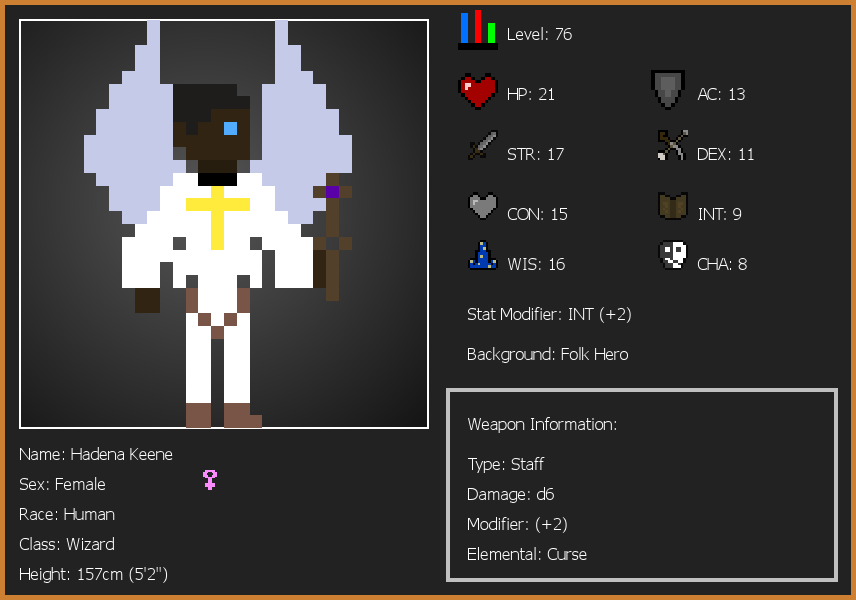 Level: 76
HP: 21
AC: 13
STR: 17
DEX: 11
CON: 15
INT: 9
WIS: 16
CHA: 8
Stat Modifier: INT (+2)
Background: Folk Hero
Weapon Information:
Type: Staff
Damage: d6
Modifier: (+2)
Elemental: Curse
Name: Hadena Keene
Sex: Female
Race: Human
Class: Wizard
Height: 157cm (5'2")